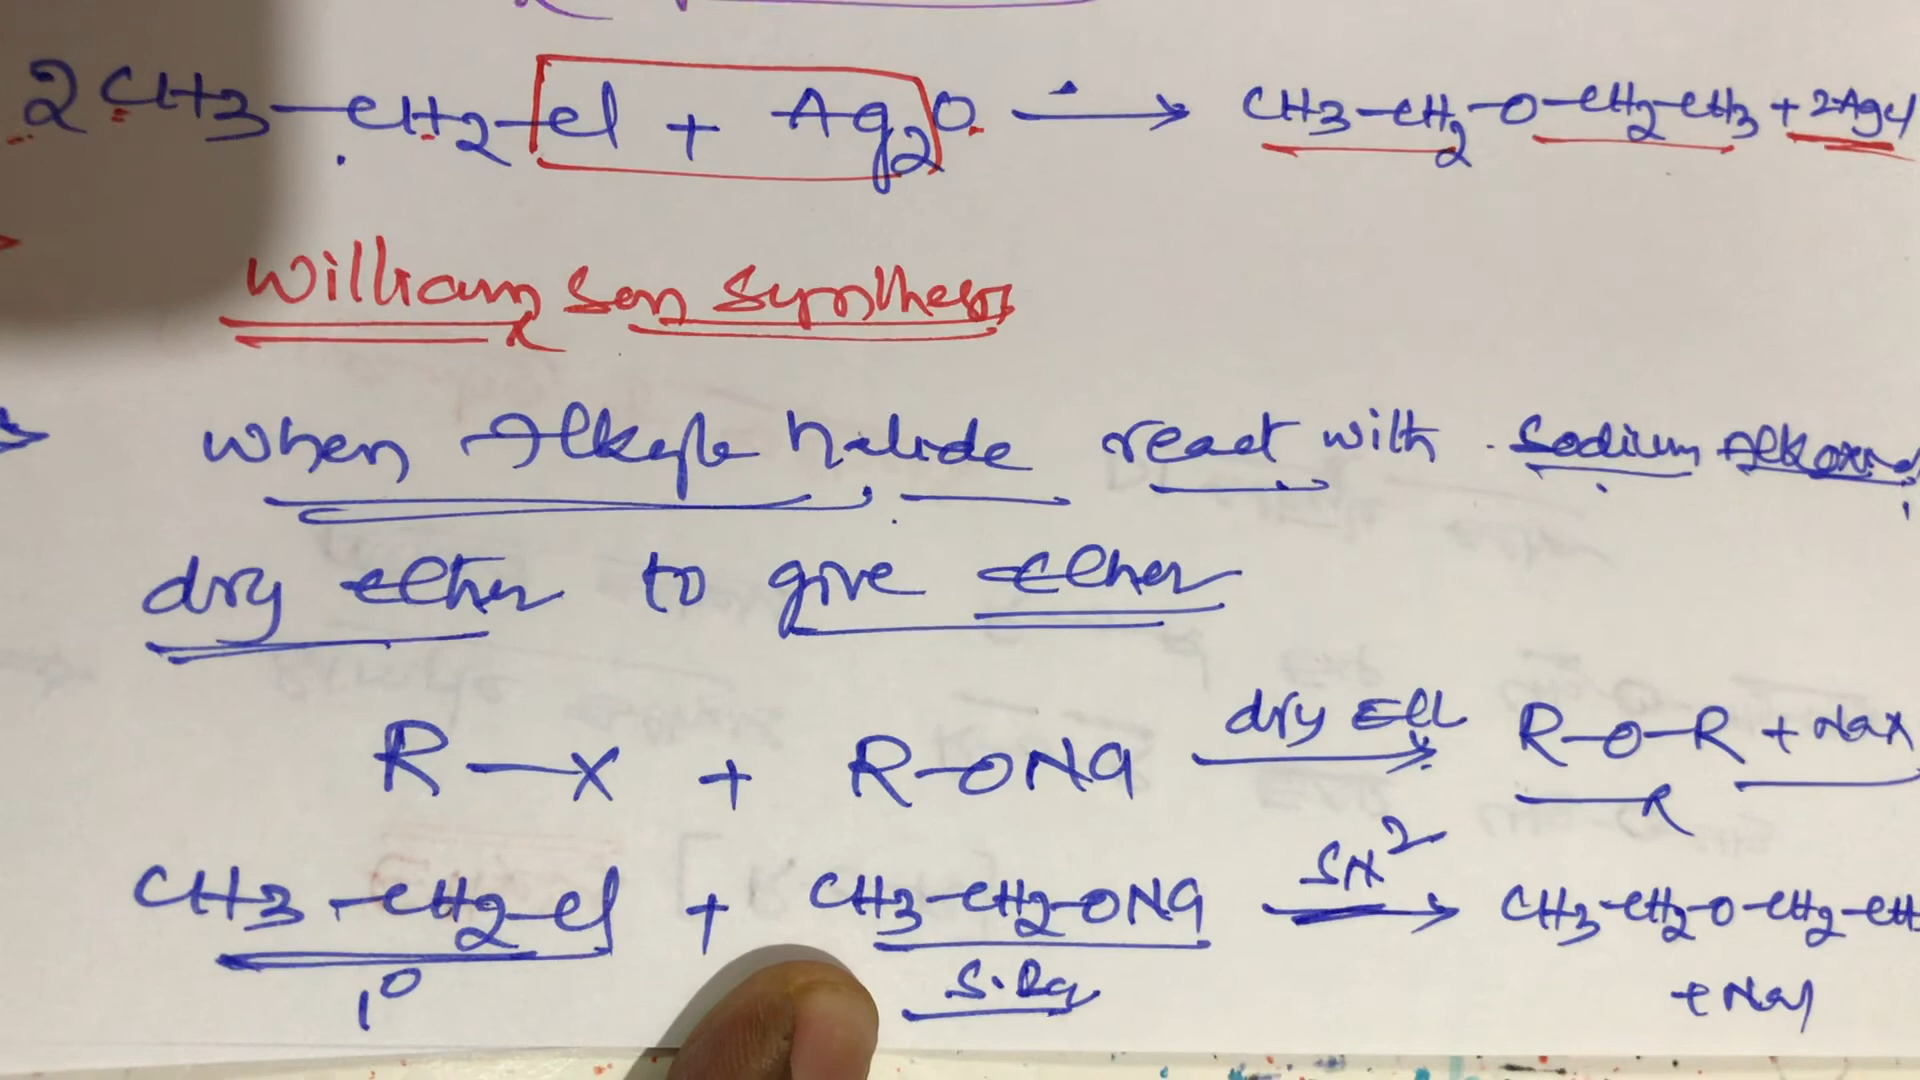 2CH3-CH2-Cl + Ag2O → CH3-CH2-O-CH2-CH3 + 2AgCl
Williamson Synthesis
When Alkyle halide react with Sodium Alkoxid
dry ether to give ether
R-X + R-ONa dry Eth → R-O-R + NaX
CH3-CH2-Cl + CH3-CH2-ONa SN2 → CH3-CH2-O-CH2-CH
1° + NaCl